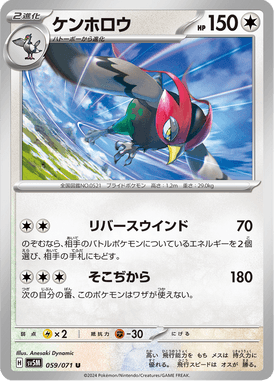 2進化 ケンホロウ HP150
ハトーボーから進化
全国図鑑NO.0521 プライドポケモン 高さ：1.2m 重さ：29.0kg
リバースウインド 70
のぞむなら、相手のバトルポケモンについているエネルギーを2個
選び、相手の手札にもどす。
そこぢから 180
次の自分の番、このポケモンはワザが使えない。
弱点 ×2 抵抗力 -30 にげる
Illus. Anesaki Dynamic
H SV5M 059/071 U
©2024 Pokémon/Nintendo/Creatures/GAME FREAK.